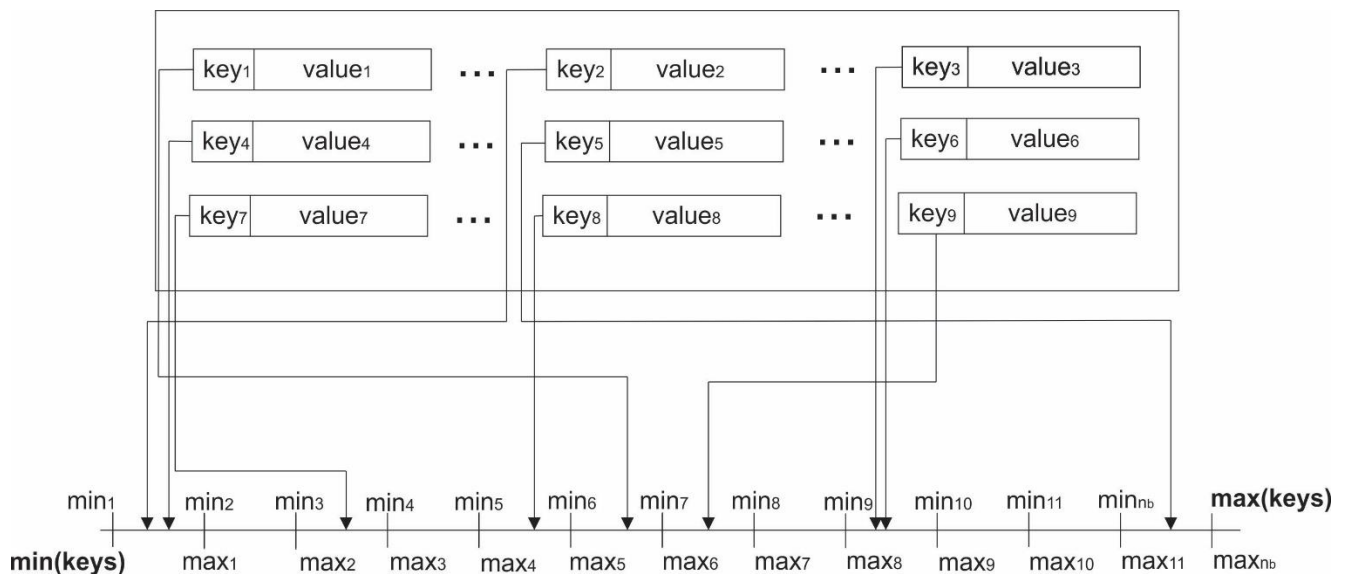 key₁ value₁ ... key₂ value₂ ... key₃ value₃
key₄ value₄ ... key₅ value₅ ... key₆ value₆
key₇ value₇ ... key₈ value₈ ... key₉ value₉
min₁ min₂ min₃ min₄ min₅ min₆ min₇ min₈ min₉ min₁₀ min₁₁ min_nb max(keys)
min(keys) max₁ max₂ max₃ max₄ max₅ max₆ max₇ max₈ max₉ max₁₀ max₁₁ max_nb